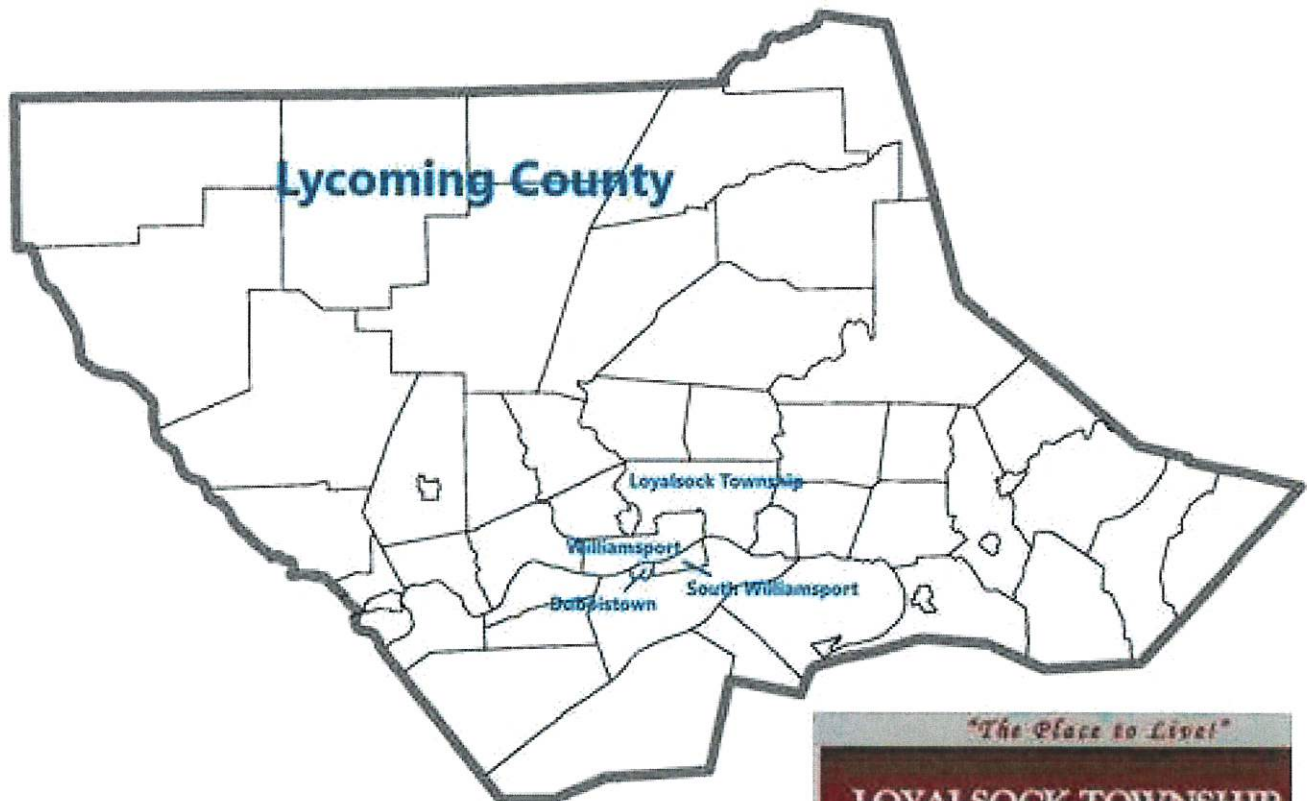 Lycoming County
Loyalsock Township
Williamsport
South Williamsport
Duboistown
"The Place to Live!"
LOYALSOCK TOWNSHIP